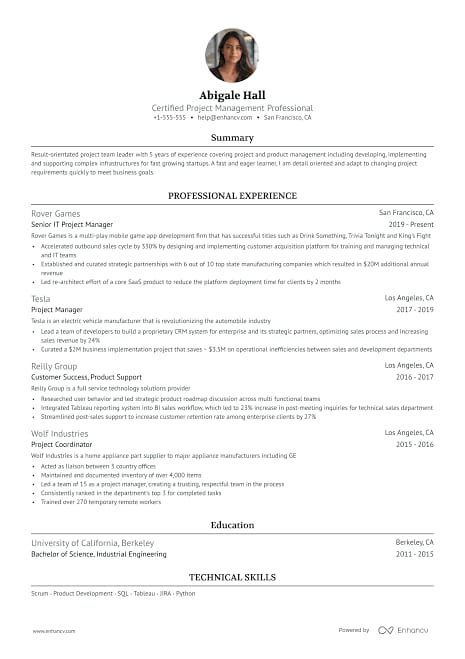 Abigale Hall
Certified Project Management Professional
+1-555-555 • help@enhancv.com • San Francisco, CA
Summary
Result-orientated project team leader with 5 years of experience covering project and product management including developing, implementing
and supporting complex infrastructures for fast growing startups. A fast and eager learner, I am detail oriented and adapt to changing project
requirements quickly to meet business goals.
PROFESSIONAL EXPERIENCE
Rover Games San Francisco, CA
Senior IT Project Manager 2019 - Present
Rover Games is a multi-play mobile game app development firm that has successful titles such as Drink Something, Trivia Tonight and King's Fight
• Accelerated outbound sales cycle by 330% by designing and implementing customer acquisition platform for training and managing technical
and IT teams
• Established and curated strategic partnerships with 6 out of 10 top state manufacturing companies which resulted in $20M additional annual
revenue
• Led re-architect effort of a core SaaS product to reduce the platform deployment time for clients by 2 months
Tesla Los Angeles, CA
Project Manager 2017 - 2019
Tesla is an electric vehicle manufacturer that is revolutionizing the automobile industry
• Lead a team of developers to build a proprietary CRM system for enterprise and its strategic partners, optimizing sales process and increasing
sales revenue by 24%
• Curated a $2M business implementation project that saves ~ $3.5M on operational inefficiencies between sales and development departments
Reilly Group Los Angeles, CA
Customer Success, Product Support 2016 - 2017
Reilly Group is a full service technology solutions provider
• Researched user behavior and led strategic product roadmap discussion across multi functional teams
• Integrated Tableau reporting system into BI sales workflow, which led to 23% increase in post-meeting inquiries for technical sales department
• Streamlined post-sales support to increase customer retention rate among enterprise clients by 27%
Wolf Industries Los Angeles, CA
Project Coordinator 2015 - 2016
Wolf Industries is a home appliance part supplier to major appliance manufacturers including GE
• Acted as liaison between 3 country offices
• Maintained and documented inventory of over 4,000 items
• Led a team of 15 as a project manager, creating a trusting, respectful team in the process
• Consistently ranked in the department's top 3 for completed tasks
• Trained over 270 temporary remote workers
Education
University of California, Berkeley Berkeley, CA
Bachelor of Science, Industrial Engineering 2011 - 2015
TECHNICAL SKILLS
Scrum · Product Development · SQL · Tableau · JIRA · Python
www.enhancv.com Powered by Enhancv